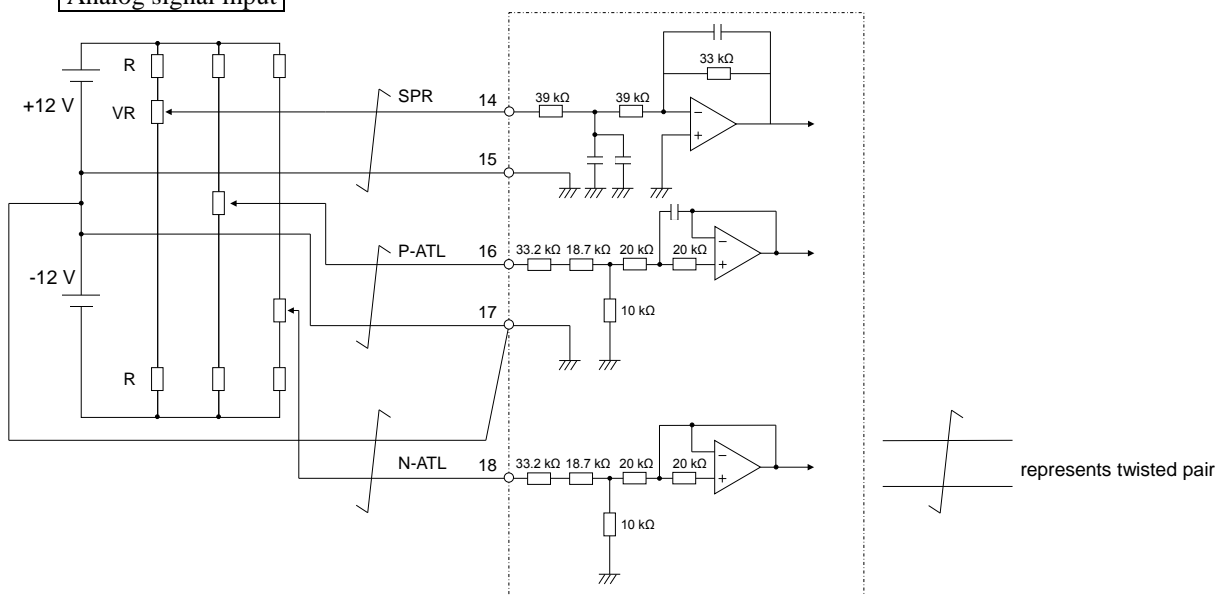 Analog signal input
+12 V
-12 V
R
VR
R
SPR
14
15
P-ATL
16
17
N-ATL
18
39 kΩ
39 kΩ
33 kΩ
−
+
33.2 kΩ
18.7 kΩ
20 kΩ
20 kΩ
10 kΩ
−
+
33.2 kΩ
18.7 kΩ
20 kΩ
20 kΩ
10 kΩ
−
+
represents twisted pair